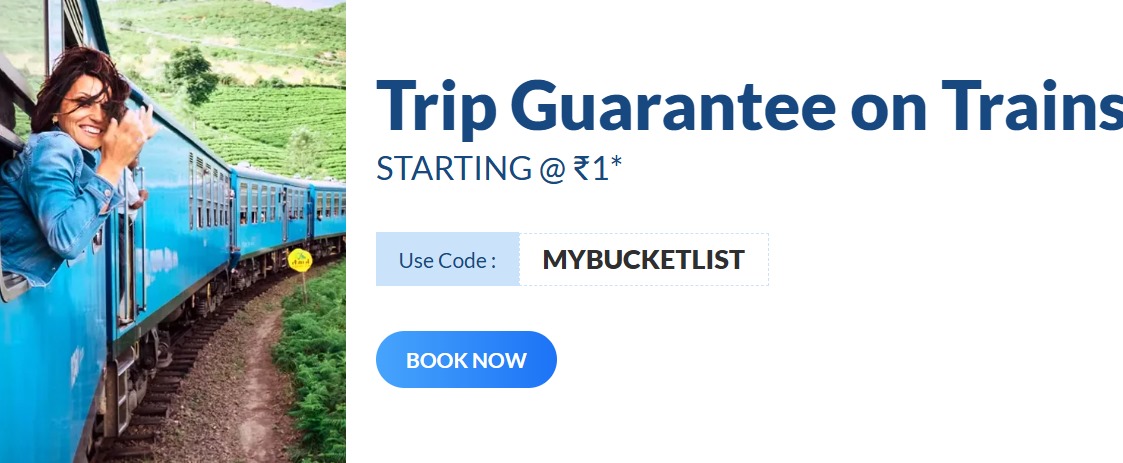 Trip Guarantee on Trains
STARTING @ ₹1*
Use Code : MYBUCKETLIST
BOOK NOW